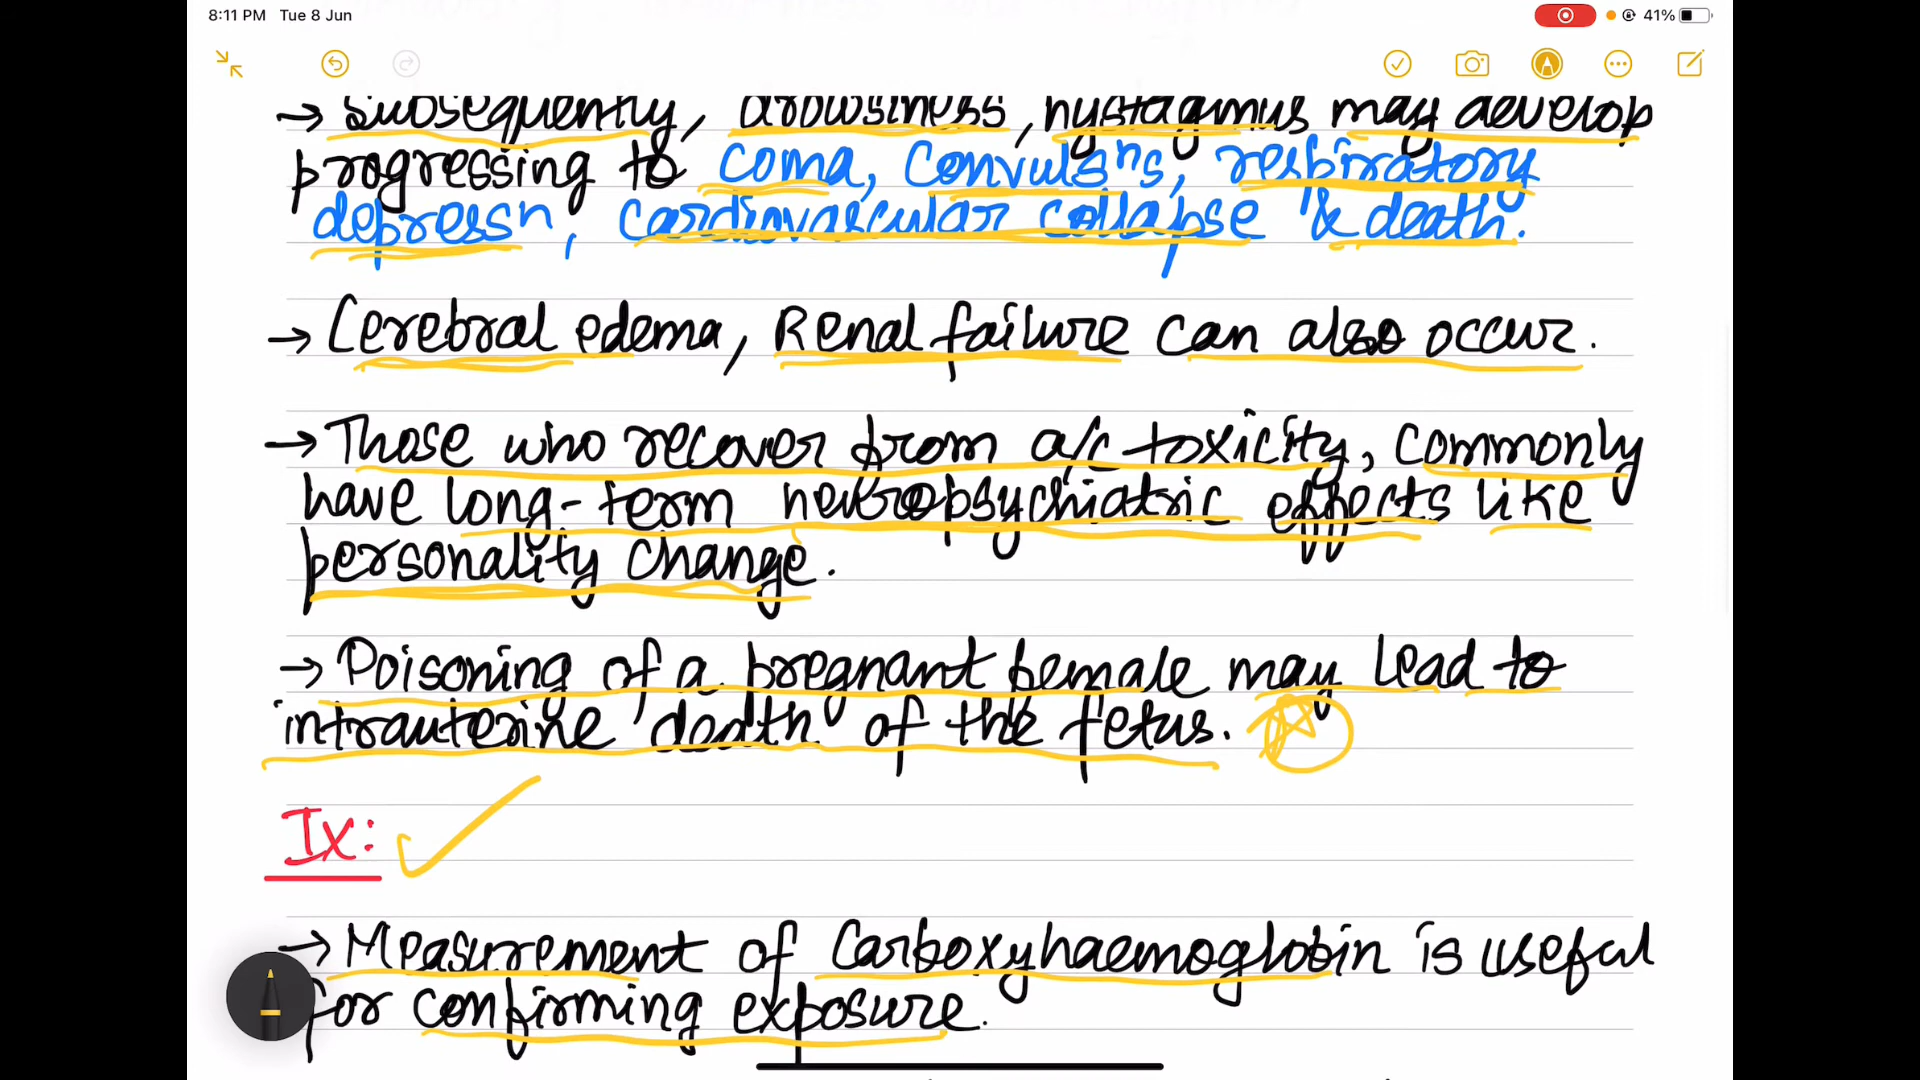 8:11 PM Tue 8 Jun
41%
→ Subsequently, drowsiness, nystagmus may develop
progressing to coma, Convulsⁿs, respiratory
depressn, cardiovascular collapse & death.
→ Cerebral edema, Renal failure can also occur.
→ Those who recover from a/c toxicity, commonly
have long-term neuropsychiatric effects like
personality change.
→ Poisoning of a pregnant female may lead to
intrauterine death of the fetus.
Ix:
→ Measurement of Carboxyhaemoglobin is useful
for confirming exposure.